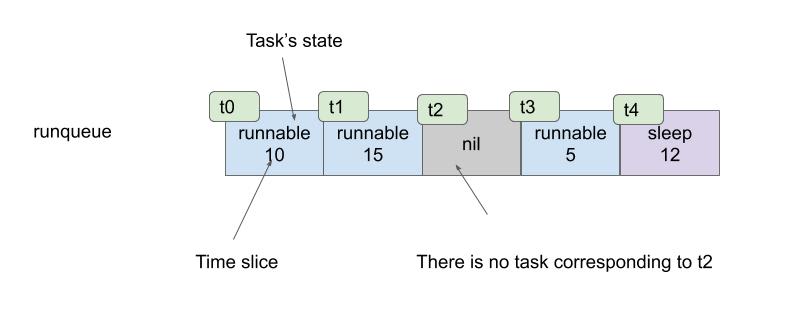 Task's state
t0
t1
t2
t3
t4
runqueue
runnable
10
runnable
15
nil
runnable
5
sleep
12
Time slice
There is no task corresponding to t2